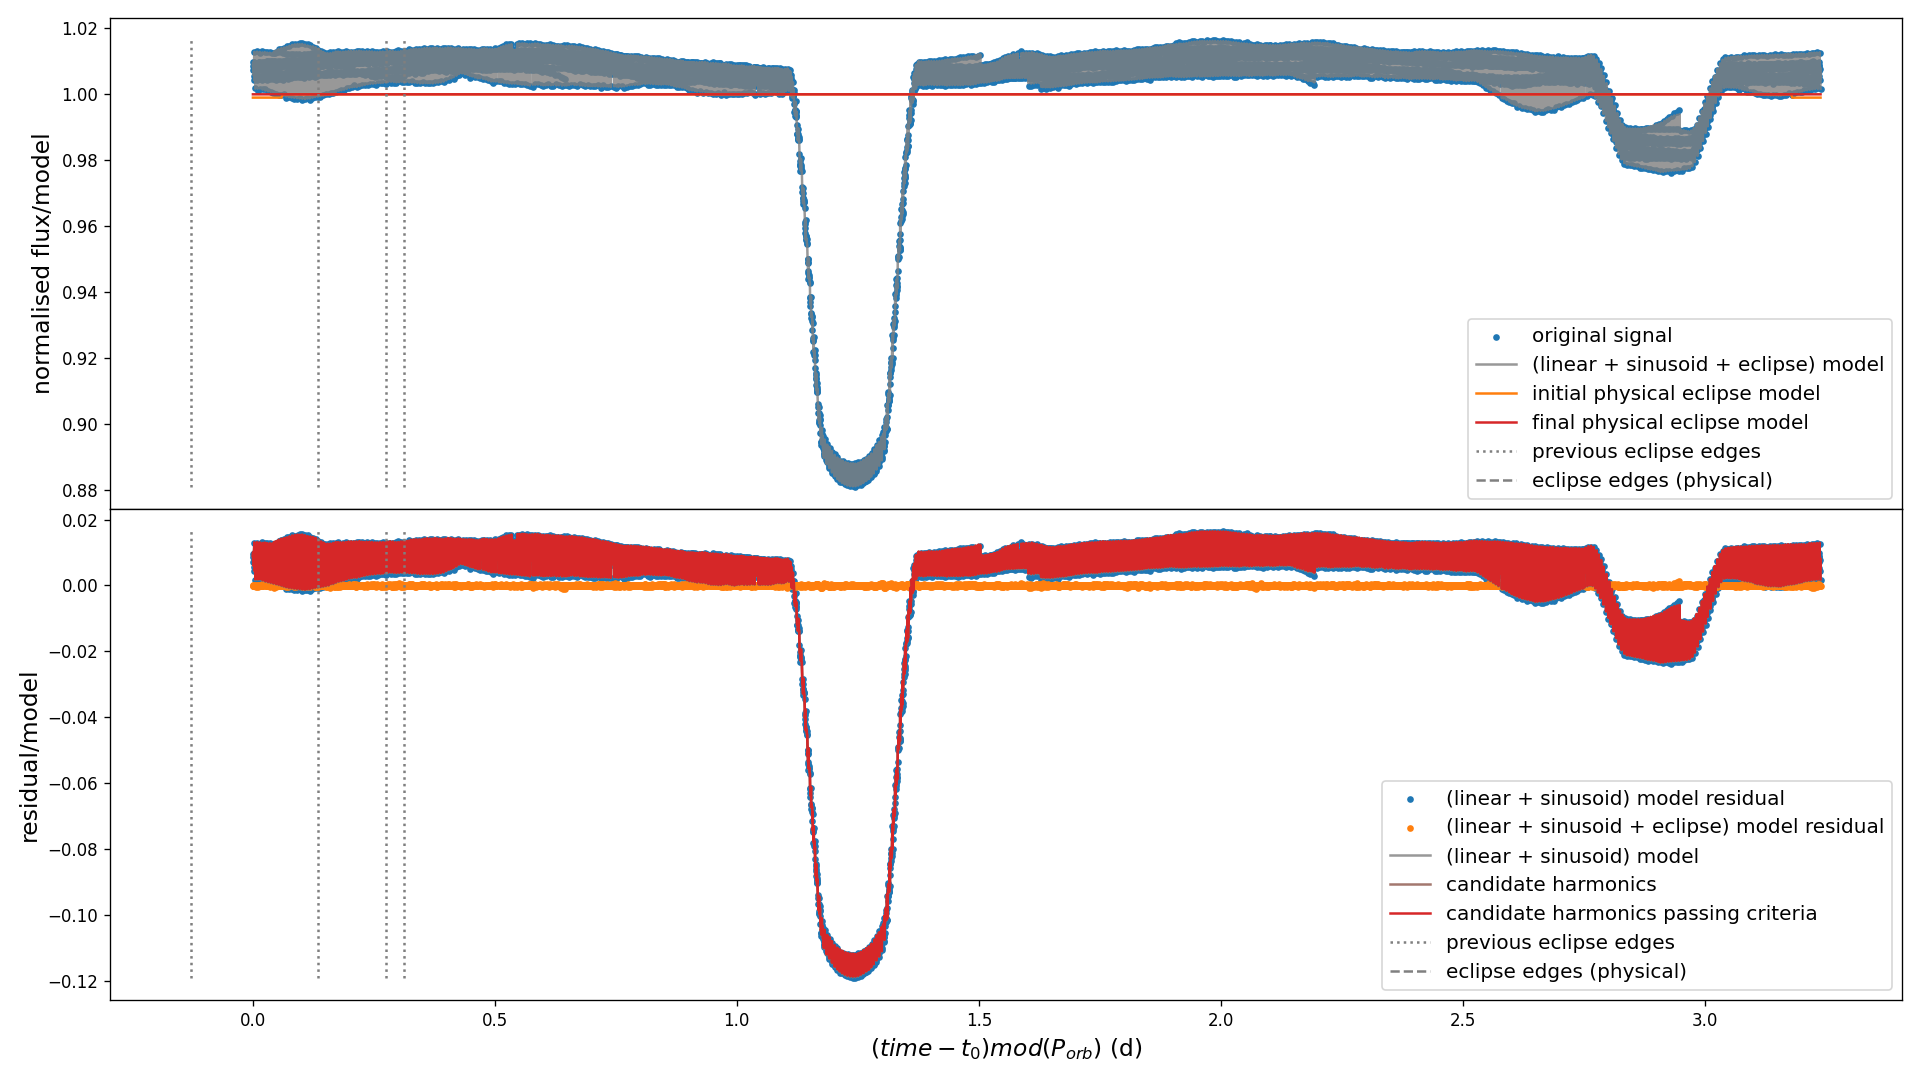 1.02
1.00
0.98
0.96
0.94
0.92
0.90
0.88
normalised flux/model
original signal
(linear + sinusoid + eclipse) model
initial physical eclipse model
final physical eclipse model
previous eclipse edges
eclipse edges (physical)
0.02
0.00
−0.02
−0.04
−0.06
−0.08
−0.10
−0.12
residual/model
(linear + sinusoid) model residual
(linear + sinusoid + eclipse) model residual
(linear + sinusoid) model
candidate harmonics
candidate harmonics passing criteria
previous eclipse edges
eclipse edges (physical)
0.0 0.5 1.0 1.5 2.0 2.5 3.0
(time − t₀)mod(P_orb) (d)